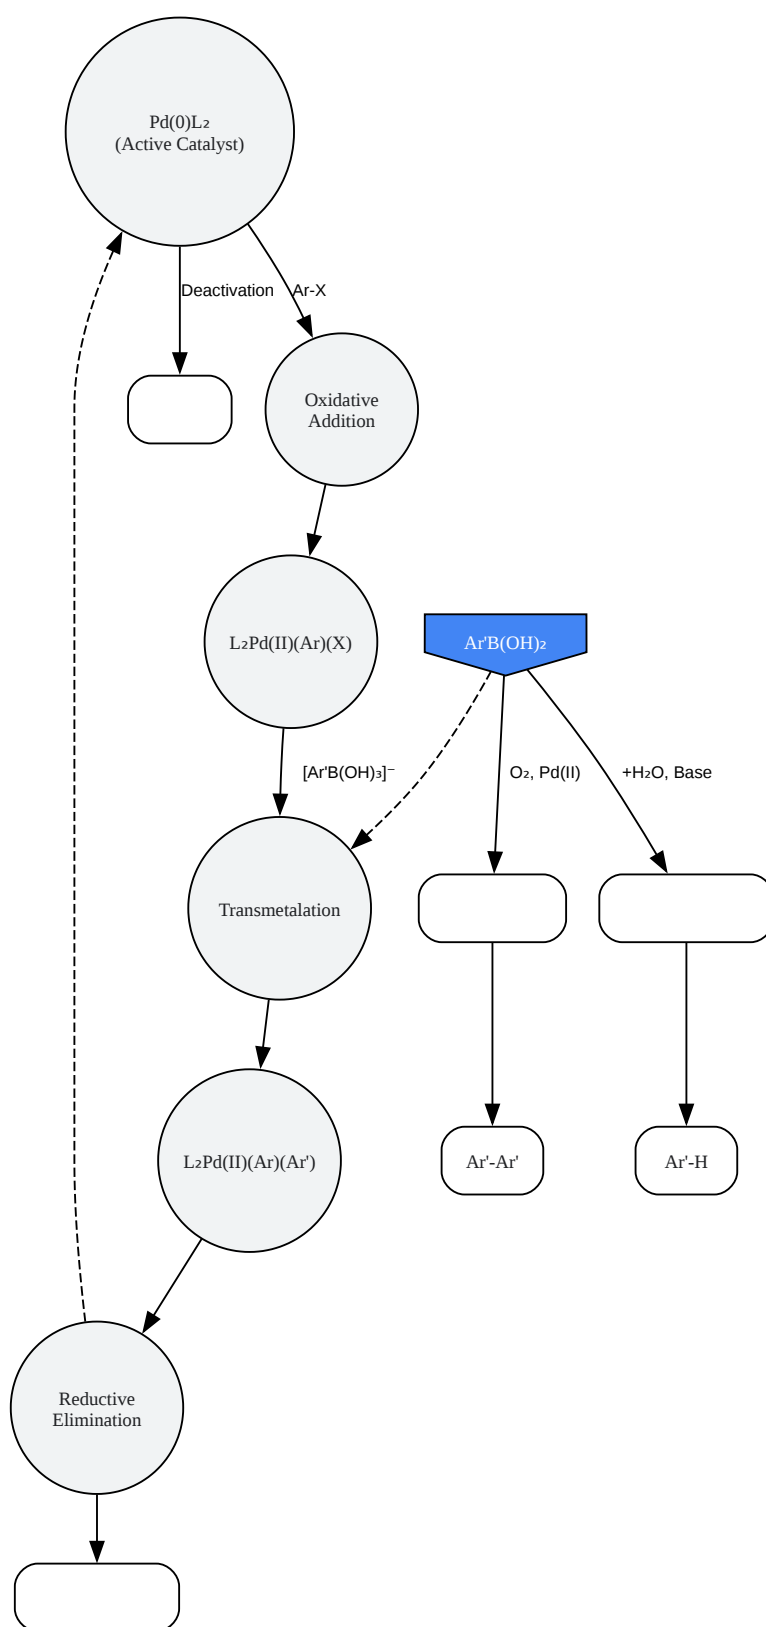 Pd(0)L₂
(Active Catalyst)
Deactivation
Ar-X
Oxidative
Addition
L₂Pd(II)(Ar)(X)
Ar'B(OH)₂
[Ar'B(OH)₃]⁻
O₂, Pd(II)
+H₂O, Base
Transmetalation
L₂Pd(II)(Ar)(Ar')
Ar'-Ar'
Ar'-H
Reductive
Elimination